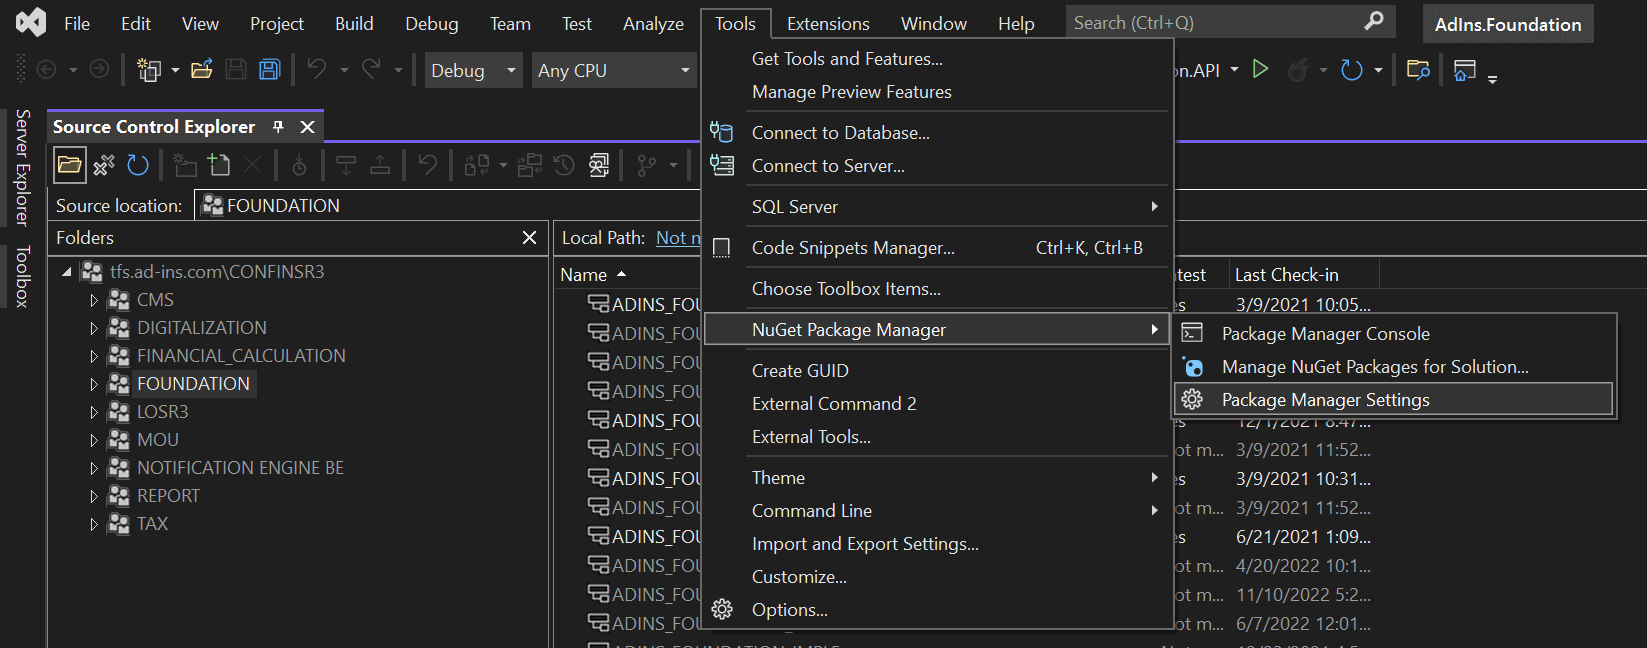 File Edit View Project Build Debug Team Test Analyze Tools Extensions Window Help Search (Ctrl+Q) AdIns.Foundation
Debug Any CPU n.API
Get Tools and Features...
Manage Preview Features
Connect to Database...
Connect to Server...
SQL Server
Code Snippets Manager... Ctrl+K, Ctrl+B
Choose Toolbox Items...
NuGet Package Manager
Create GUID
External Command 2
External Tools...
Theme
Command Line
Import and Export Settings...
Customize...
Options...
Package Manager Console
Manage NuGet Packages for Solution...
Package Manager Settings
Server Explorer
Toolbox
Source Control Explorer
Source location: FOUNDATION
Folders
tfs.ad-ins.com\CONFINSR3
CMS
DIGITALIZATION
FINANCIAL_CALCULATION
FOUNDATION
LOSR3
MOU
NOTIFICATION ENGINE BE
REPORT
TAX
Local Path: Not n
Name test Last Check-in
ADINS_FOU es 3/9/2021 10:05...
ADINS_FOU
ADINS_FOU
ADINS_FOU
ADINS_FOU es 12/1/2021 8:47...
ADINS_FOU ot m... 3/9/2021 11:52...
ADINS_FOU es 3/9/2021 10:31...
ADINS_FOU ot m... 3/9/2021 11:52...
ADINS_FOU es 6/21/2021 1:09...
ADINS_FOU ot m... 4/20/2022 10:1...
ADINS_FOU ot m... 11/10/2022 5:2...
ADINS_FOU ot m... 6/7/2022 12:01...